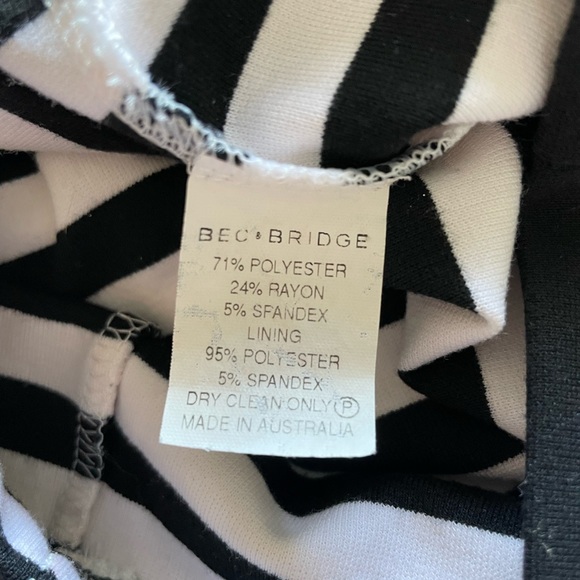 BEC & BRIDGE
71% POLYESTER
24% RAYON
5% SPANDEX
LINING
95% POLYESTER
5% SPANDEX
DRY CLEAN ONLY Ⓟ
MADE IN AUSTRALIA